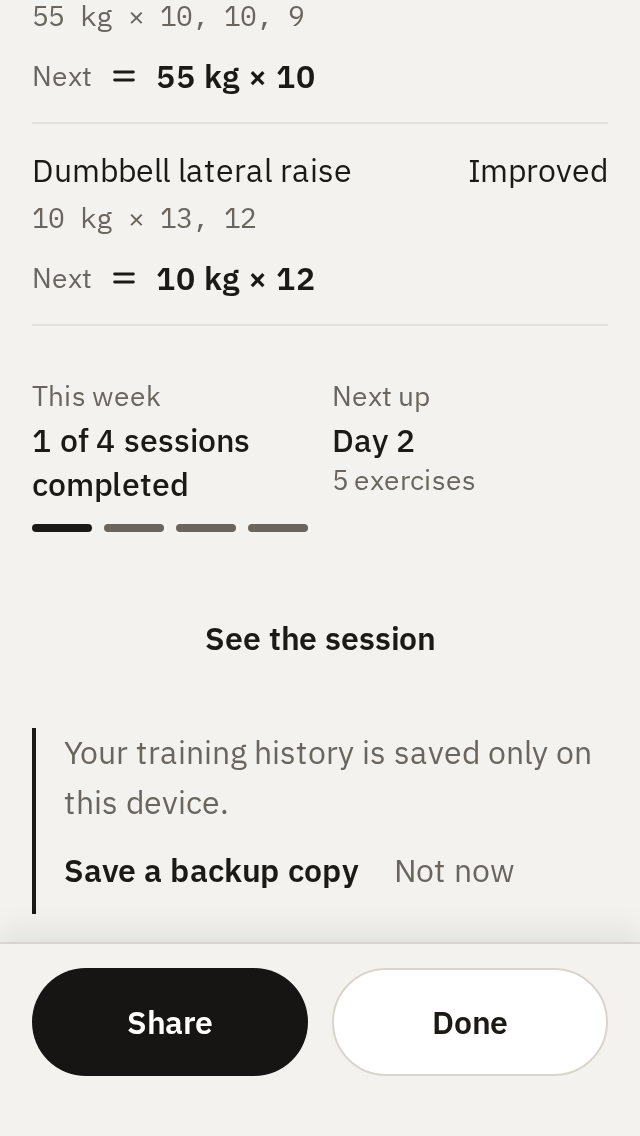 55 kg × 10, 10, 9
Next = 55 kg × 10
Dumbbell lateral raise Improved
10 kg × 13, 12
Next = 10 kg × 12
This week
1 of 4 sessions
completed
Next up
Day 2
5 exercises
See the session
Your training history is saved only on
this device.
Save a backup copy Not now
Share Done